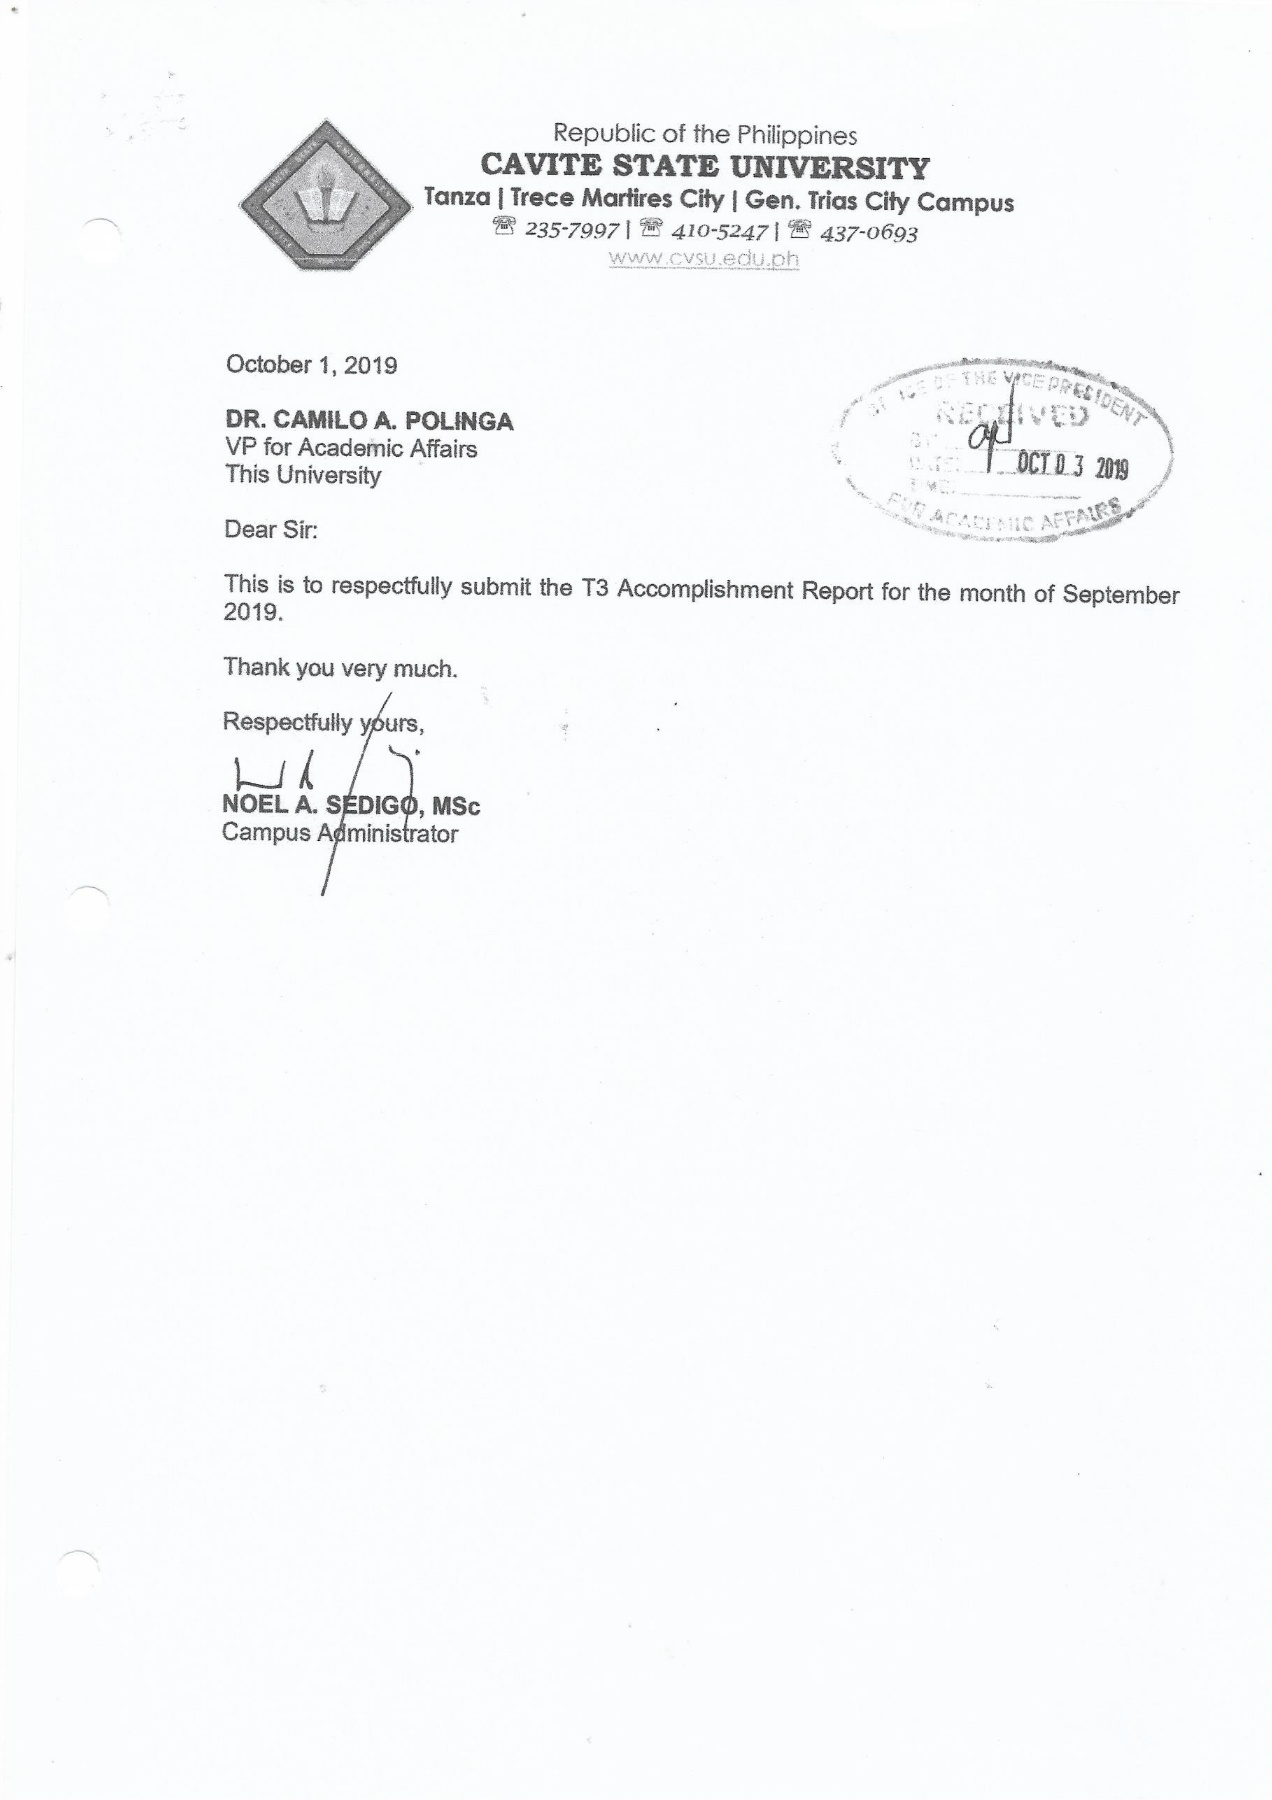 Republic of the Philippines
CAVITE STATE UNIVERSITY
Tanza | Trece Martires City | Gen. Trias City Campus
☏ 235-7997 | ☏ 410-5247 | ☏ 437-0693
www.cvsu.edu.ph
October 1, 2019
OFFICE OF THE VICE PRESIDENT
RECEIVED
BY:
DATE: OCT 03 2019
TIME:
FOR ACADEMIC AFFAIRS
DR. CAMILO A. POLINGA
VP for Academic Affairs
This University
Dear Sir:
This is to respectfully submit the T3 Accomplishment Report for the month of September
2019.
Thank you very much.
Respectfully yours,
NOEL A. SEDIGO, MSc
Campus Administrator